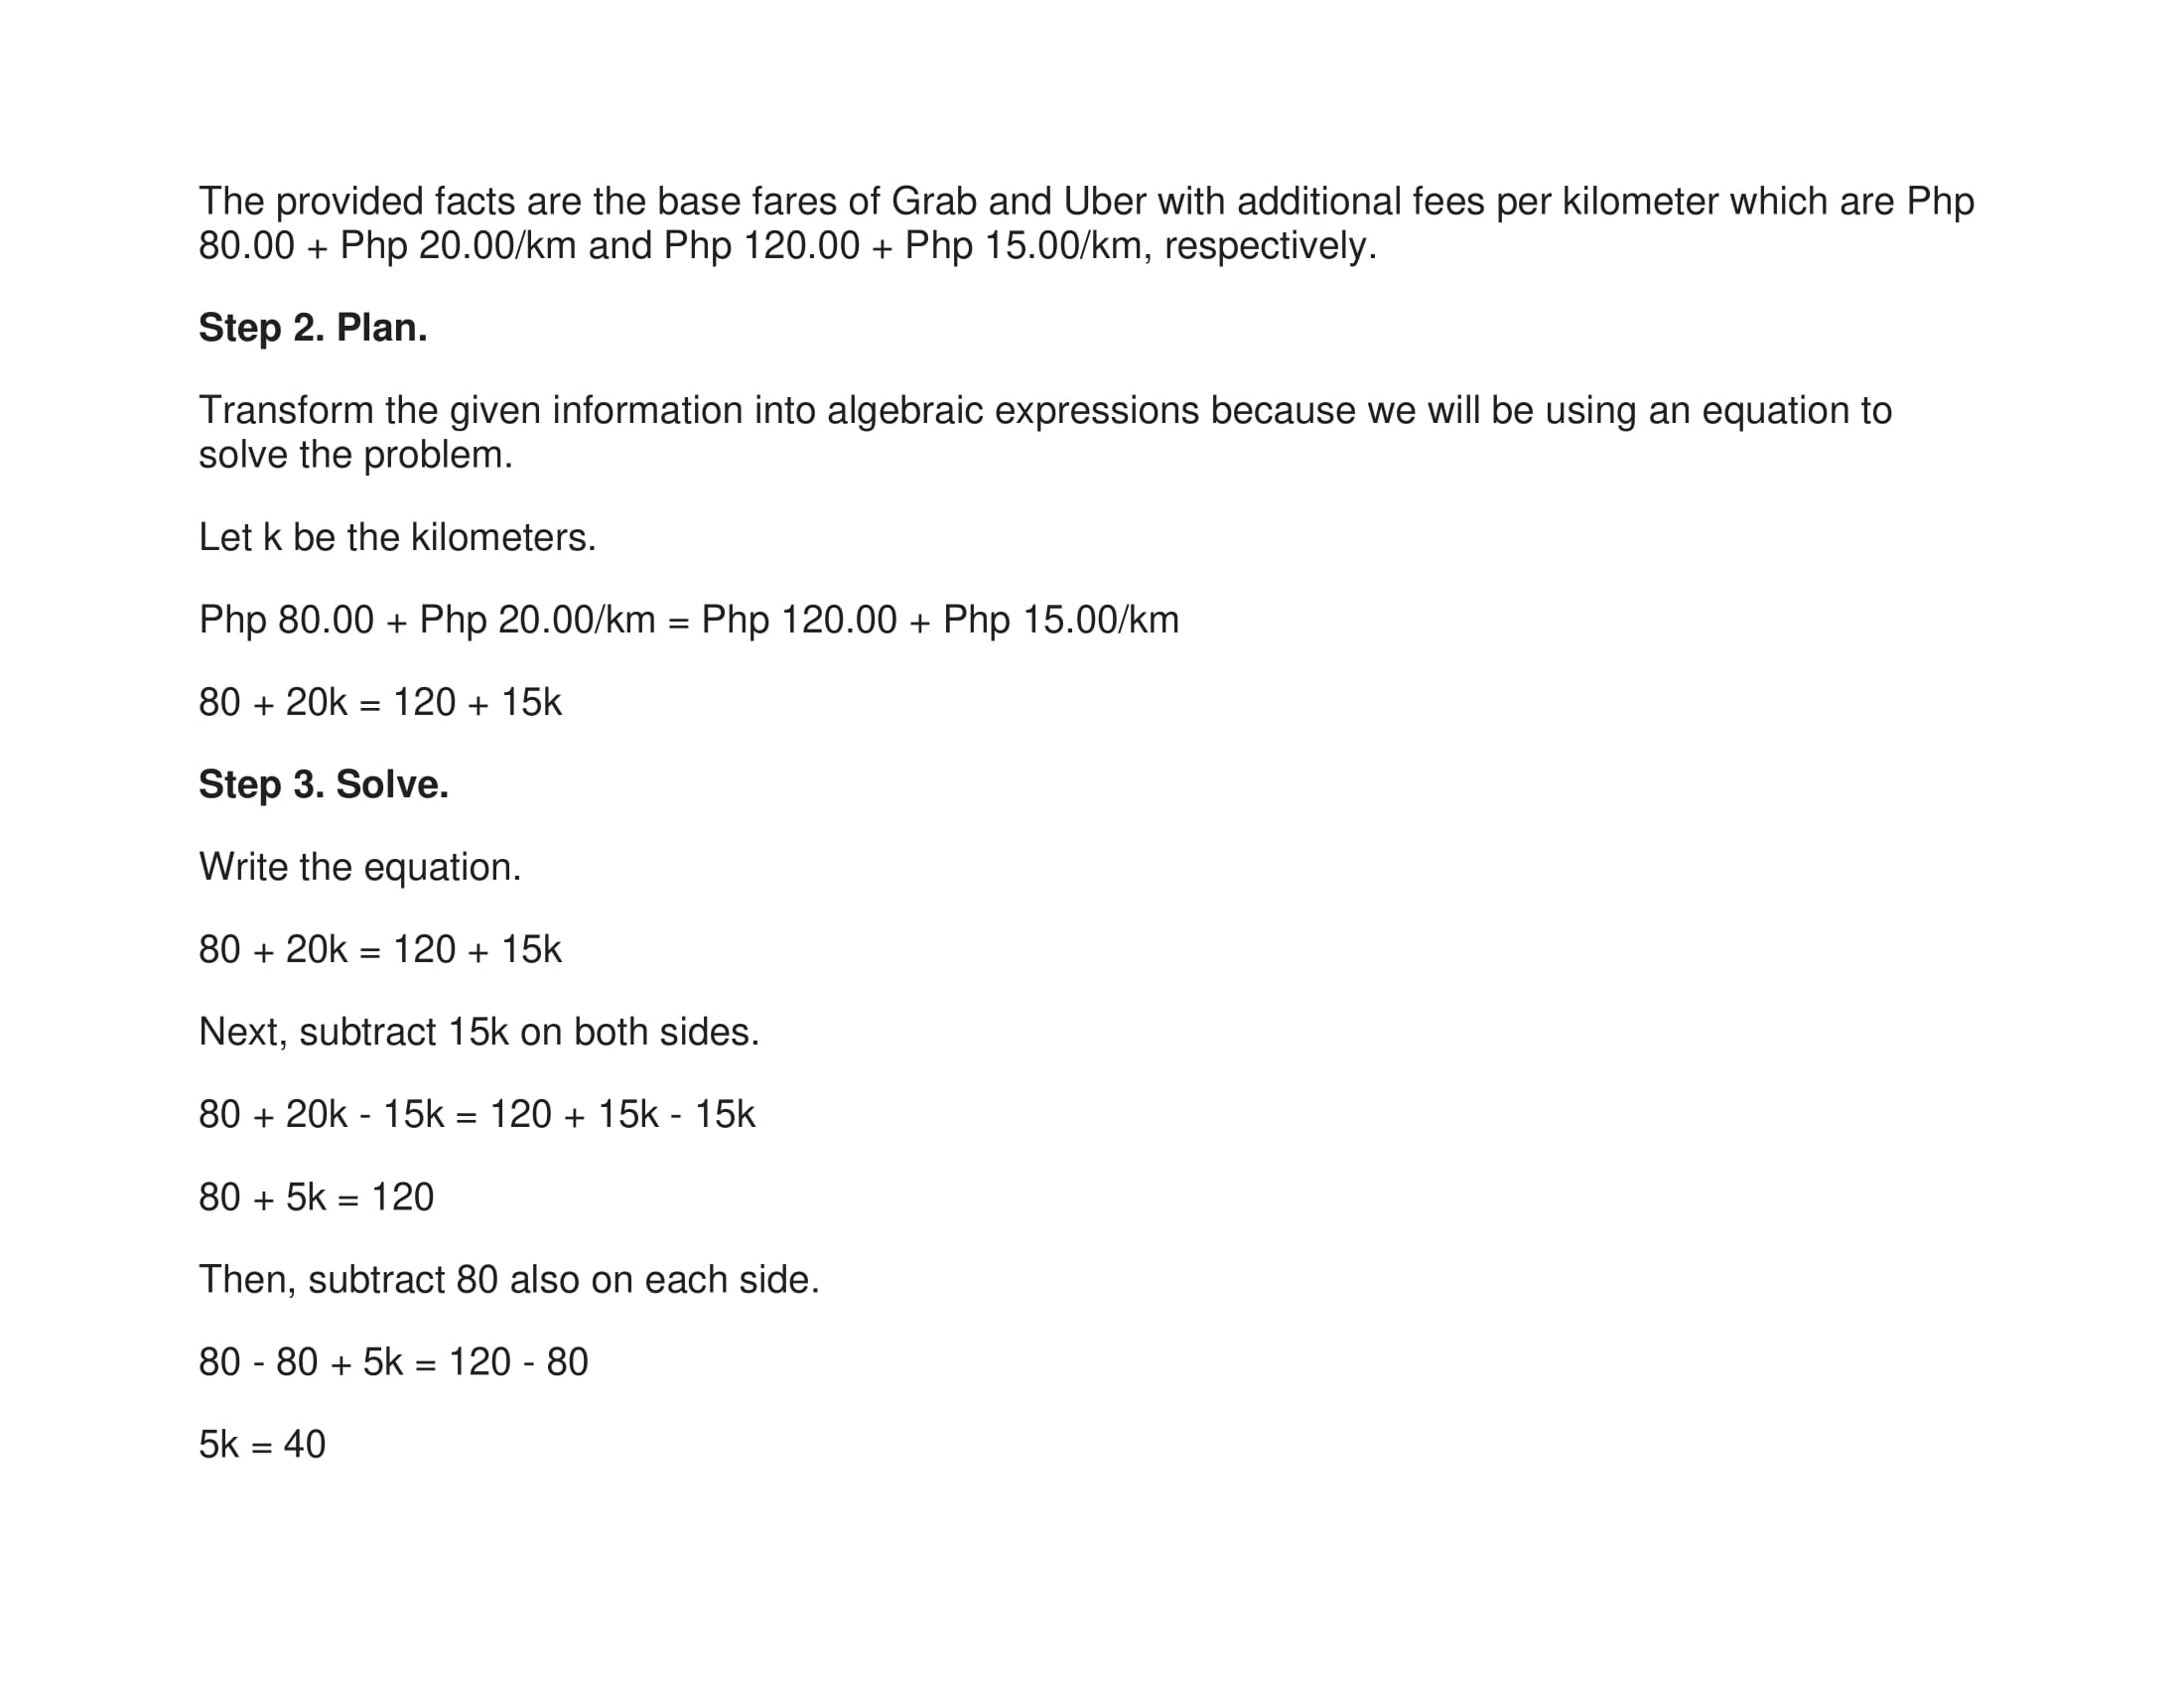 The provided facts are the base fares of Grab and Uber with additional fees per kilometer which are Php
80.00 + Php 20.00/km and Php 120.00 + Php 15.00/km, respectively.
Step 2. Plan.
Transform the given information into algebraic expressions because we will be using an equation to
solve the problem.
Let k be the kilometers.
Php 80.00 + Php 20.00/km = Php 120.00 + Php 15.00/km
80 + 20k = 120 + 15k
Step 3. Solve.
Write the equation.
80 + 20k = 120 + 15k
Next, subtract 15k on both sides.
80 + 20k - 15k = 120 + 15k - 15k
80 + 5k = 120
Then, subtract 80 also on each side.
80 - 80 + 5k = 120 - 80
5k = 40